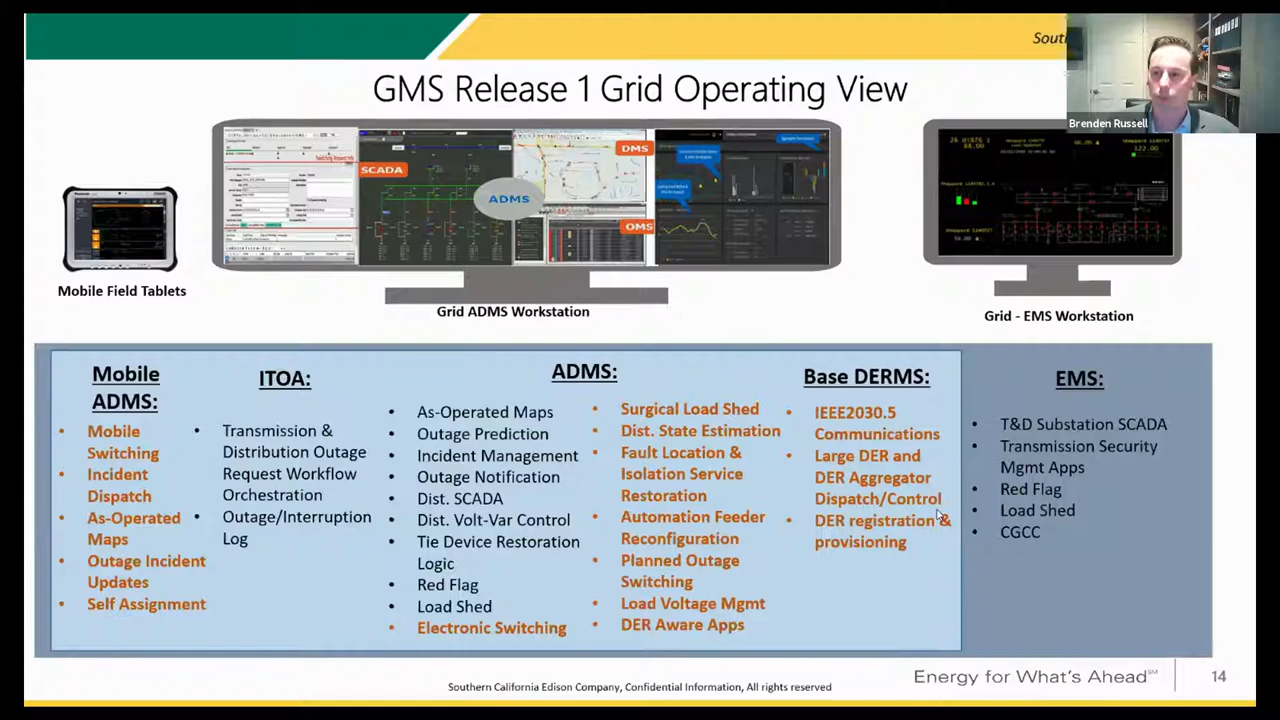 Sout
Brenden Russell
GMS Release 1 Grid Operating View
SCADA
ADMS
DMS
OMS
Mobile Field Tablets
Grid ADMS Workstation
Grid - EMS Workstation
Mobile
ADMS:
• Mobile
Switching
• Incident
Dispatch
• As-Operated
Maps
• Outage Incident
Updates
• Self Assignment
ITOA:
• Transmission &
Distribution Outage
Request Workflow
Orchestration
• Outage/Interruption
Log
ADMS:
• As-Operated Maps
• Outage Prediction
• Incident Management
• Outage Notification
• Dist. SCADA
• Dist. Volt-Var Control
• Tie Device Restoration
Logic
• Red Flag
• Load Shed
• Electronic Switching
• Surgical Load Shed
• Dist. State Estimation
• Fault Location &
Isolation Service
Restoration
• Automation Feeder
Reconfiguration
• Planned Outage
Switching
• Load Voltage Mgmt
• DER Aware Apps
Base DERMS:
• IEEE2030.5
Communications
• Large DER and
DER Aggregator
Dispatch/Control
• DER registration &
provisioning
EMS:
• T&D Substation SCADA
• Transmission Security
Mgmt Apps
• Red Flag
• Load Shed
• CGCC
Southern California Edison Company, Confidential Information, All rights reserved
Energy for What's Ahead℠
14